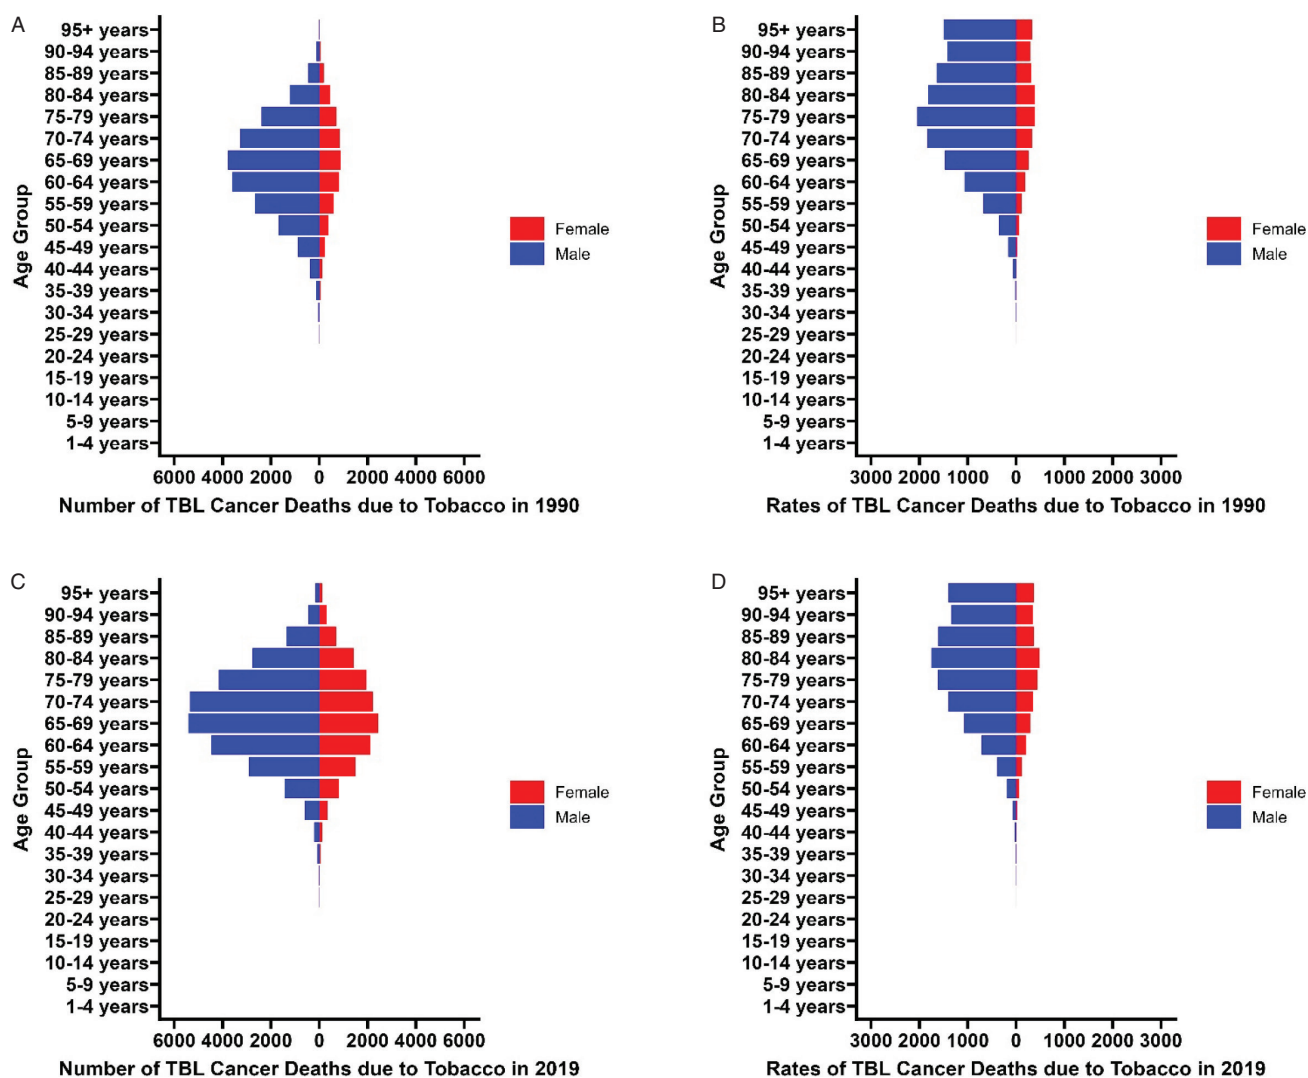 A
Age Group
95+ years
90-94 years
85-89 years
80-84 years
75-79 years
70-74 years
65-69 years
60-64 years
55-59 years
50-54 years
45-49 years
40-44 years
35-39 years
30-34 years
25-29 years
20-24 years
15-19 years
10-14 years
5-9 years
1-4 years
6000 4000 2000 0 2000 4000 6000
Number of TBL Cancer Deaths due to Tobacco in 1990
Female
Male
B
Age Group
95+ years
90-94 years
85-89 years
80-84 years
75-79 years
70-74 years
65-69 years
60-64 years
55-59 years
50-54 years
45-49 years
40-44 years
35-39 years
30-34 years
25-29 years
20-24 years
15-19 years
10-14 years
5-9 years
1-4 years
3000 2000 1000 0 1000 2000 3000
Rates of TBL Cancer Deaths due to Tobacco in 1990
Female
Male
C
Age Group
95+ years
90-94 years
85-89 years
80-84 years
75-79 years
70-74 years
65-69 years
60-64 years
55-59 years
50-54 years
45-49 years
40-44 years
35-39 years
30-34 years
25-29 years
20-24 years
15-19 years
10-14 years
5-9 years
1-4 years
6000 4000 2000 0 2000 4000 6000
Number of TBL Cancer Deaths due to Tobacco in 2019
Female
Male
D
Age Group
95+ years
90-94 years
85-89 years
80-84 years
75-79 years
70-74 years
65-69 years
60-64 years
55-59 years
50-54 years
45-49 years
40-44 years
35-39 years
30-34 years
25-29 years
20-24 years
15-19 years
10-14 years
5-9 years
1-4 years
3000 2000 1000 0 1000 2000 3000
Rates of TBL Cancer Deaths due to Tobacco in 2019
Female
Male